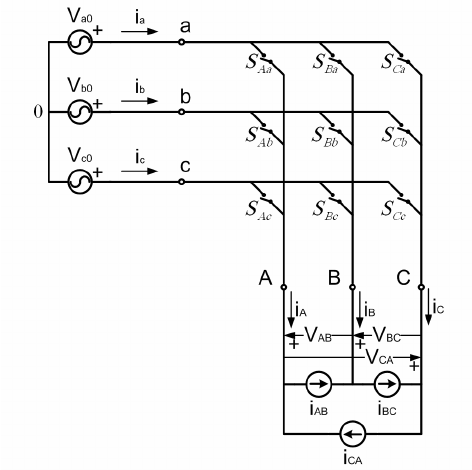 Va0
+
ia
a
SAa
SBa
SCa
0
Vb0
+
ib
b
SAb
SBb
SCb
Vc0
+
ic
c
SAc
SBc
SCc
A
B
C
iA
iB
iC
VAB
VBC
+
+
VCA
+
iAB
iBC
iCA